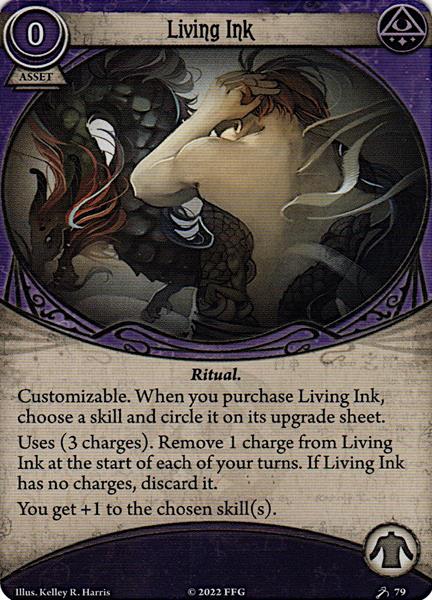 0
Living Ink
ASSET
Ritual.
Customizable. When you purchase Living Ink,
choose a skill and circle it on its upgrade sheet.
Uses (3 charges). Remove 1 charge from Living
Ink at the start of each of your turns. If Living Ink
has no charges, discard it.
You get +1 to the chosen skill(s).
Illus. Kelley R. Harris © 2022 FFG 79